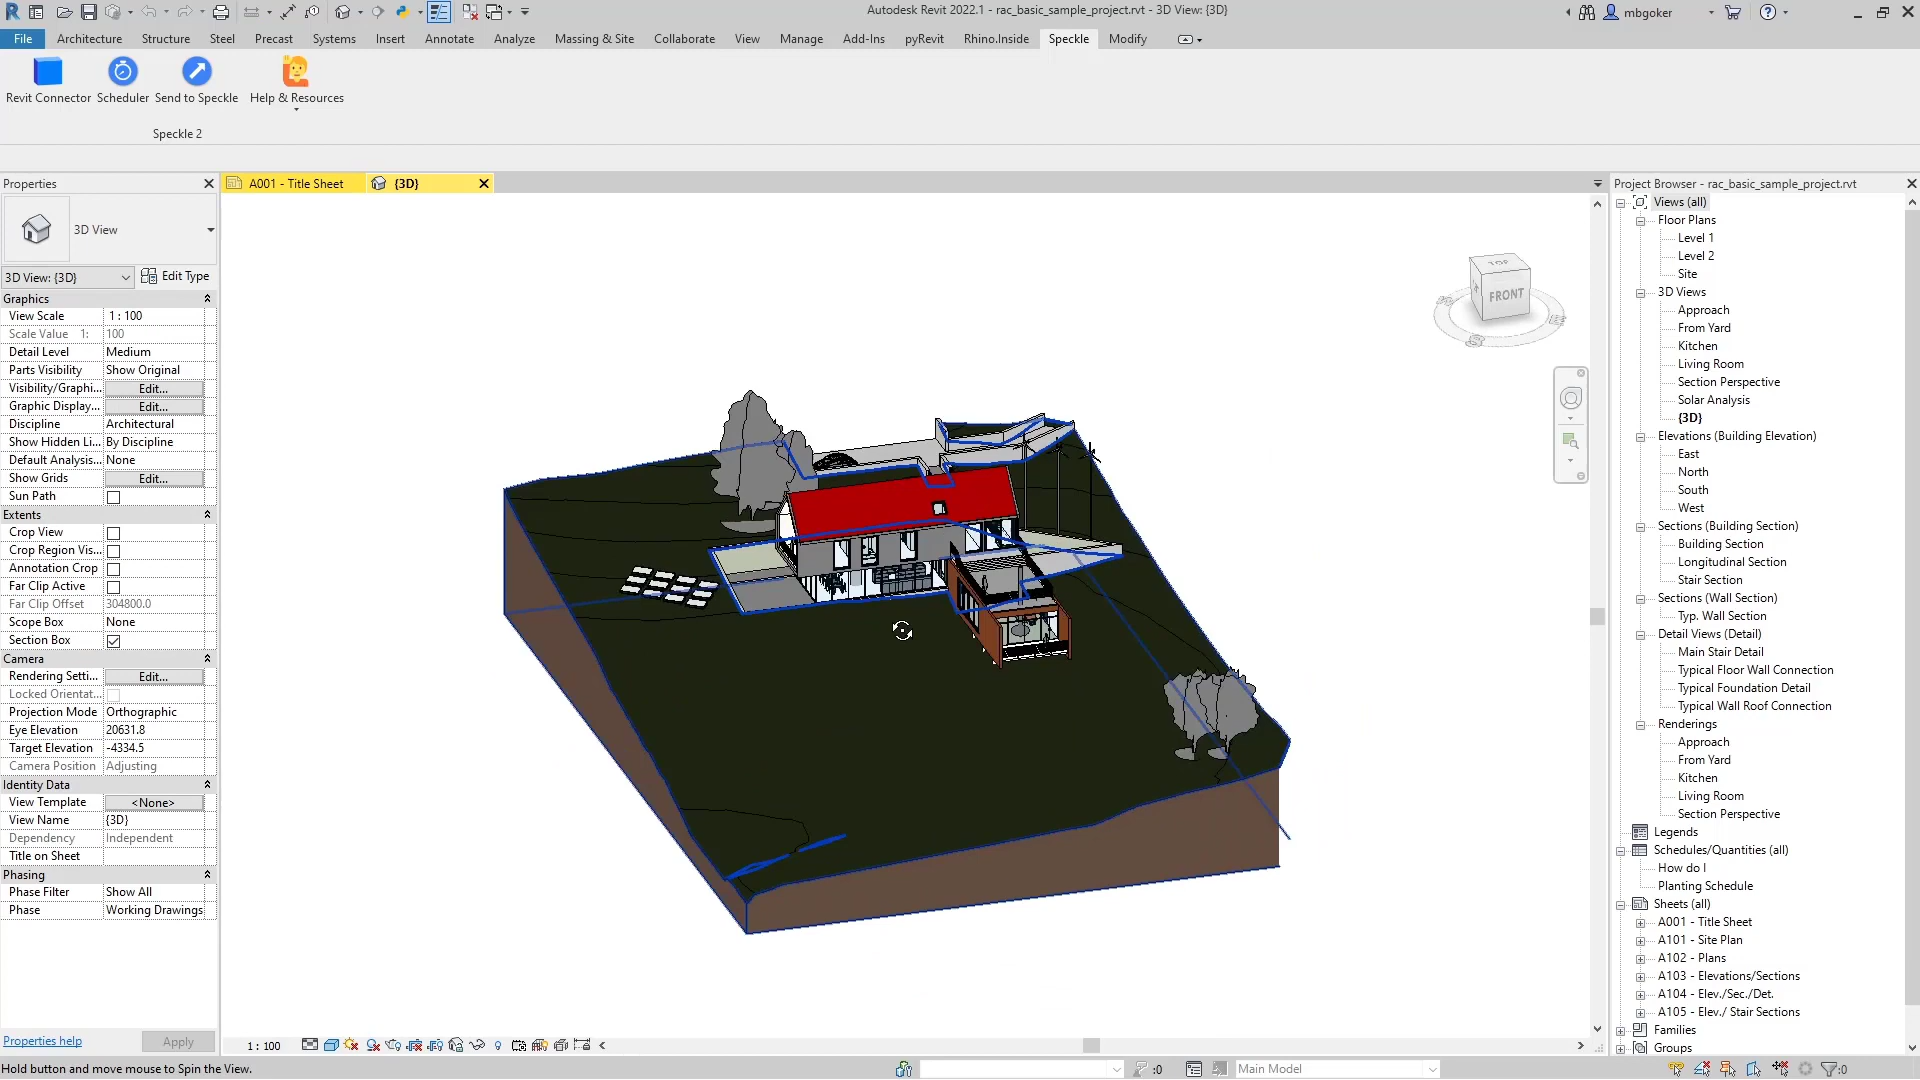 Autodesk Revit 2022.1 - rac_basic_sample_project.rvt - 3D View: {3D}
mbgoker
File
Architecture
Structure
Steel
Precast
Systems
Insert
Annotate
Analyze
Massing & Site
Collaborate
View
Manage
Add-Ins
pyRevit
Rhino.Inside
Speckle
Modify
Revit Connector
Scheduler
Send to Speckle
Help & Resources
Speckle 2
Properties
3D View
3D View: {3D}
Edit Type
Graphics
View Scale 1 : 100
Scale Value 1: 100
Detail Level Medium
Parts Visibility Show Original
Visibility/Graphi... Edit...
Graphic Display... Edit...
Discipline Architectural
Show Hidden Li... By Discipline
Default Analysis... None
Show Grids Edit...
Sun Path
Extents
Crop View
Crop Region Vis...
Annotation Crop
Far Clip Active
Far Clip Offset 304800.0
Scope Box None
Section Box
Camera
Rendering Setti... Edit...
Locked Orientat...
Projection Mode Orthographic
Eye Elevation 20631.8
Target Elevation -4334.5
Camera Position Adjusting
Identity Data
View Template <None>
View Name {3D}
Dependency Independent
Title on Sheet
Phasing
Phase Filter Show All
Phase Working Drawings
Properties help
Apply
A001 - Title Sheet
{3D}
TOP
FRONT
1 : 100
Project Browser - rac_basic_sample_project.rvt
Views (all)
Floor Plans
Level 1
Level 2
Site
3D Views
Approach
From Yard
Kitchen
Living Room
Section Perspective
Solar Analysis
{3D}
Elevations (Building Elevation)
East
North
South
West
Sections (Building Section)
Building Section
Longitudinal Section
Stair Section
Sections (Wall Section)
Typ. Wall Section
Detail Views (Detail)
Main Stair Detail
Typical Floor Wall Connection
Typical Foundation Detail
Typical Wall Roof Connection
Renderings
Approach
From Yard
Kitchen
Living Room
Section Perspective
Legends
Schedules/Quantities (all)
How do I
Planting Schedule
Sheets (all)
A001 - Title Sheet
A101 - Site Plan
A102 - Plans
A103 - Elevations/Sections
A104 - Elev./Sec./Det.
A105 - Elev./ Stair Sections
Families
Groups
Hold button and move mouse to Spin the View.
:0
Main Model
:0